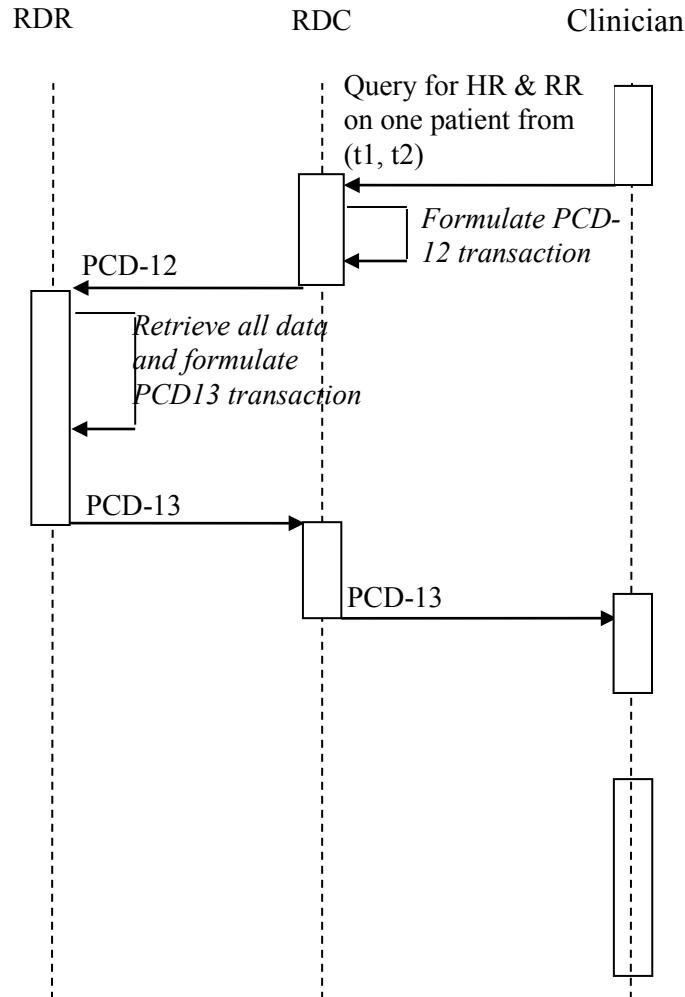 RDR
RDC
Clinician
Query for HR & RR
on one patient from
(t1, t2)
Formulate PCD-
12 transaction
PCD-12
Retrieve all data
and formulate
PCD13 transaction
PCD-13
PCD-13